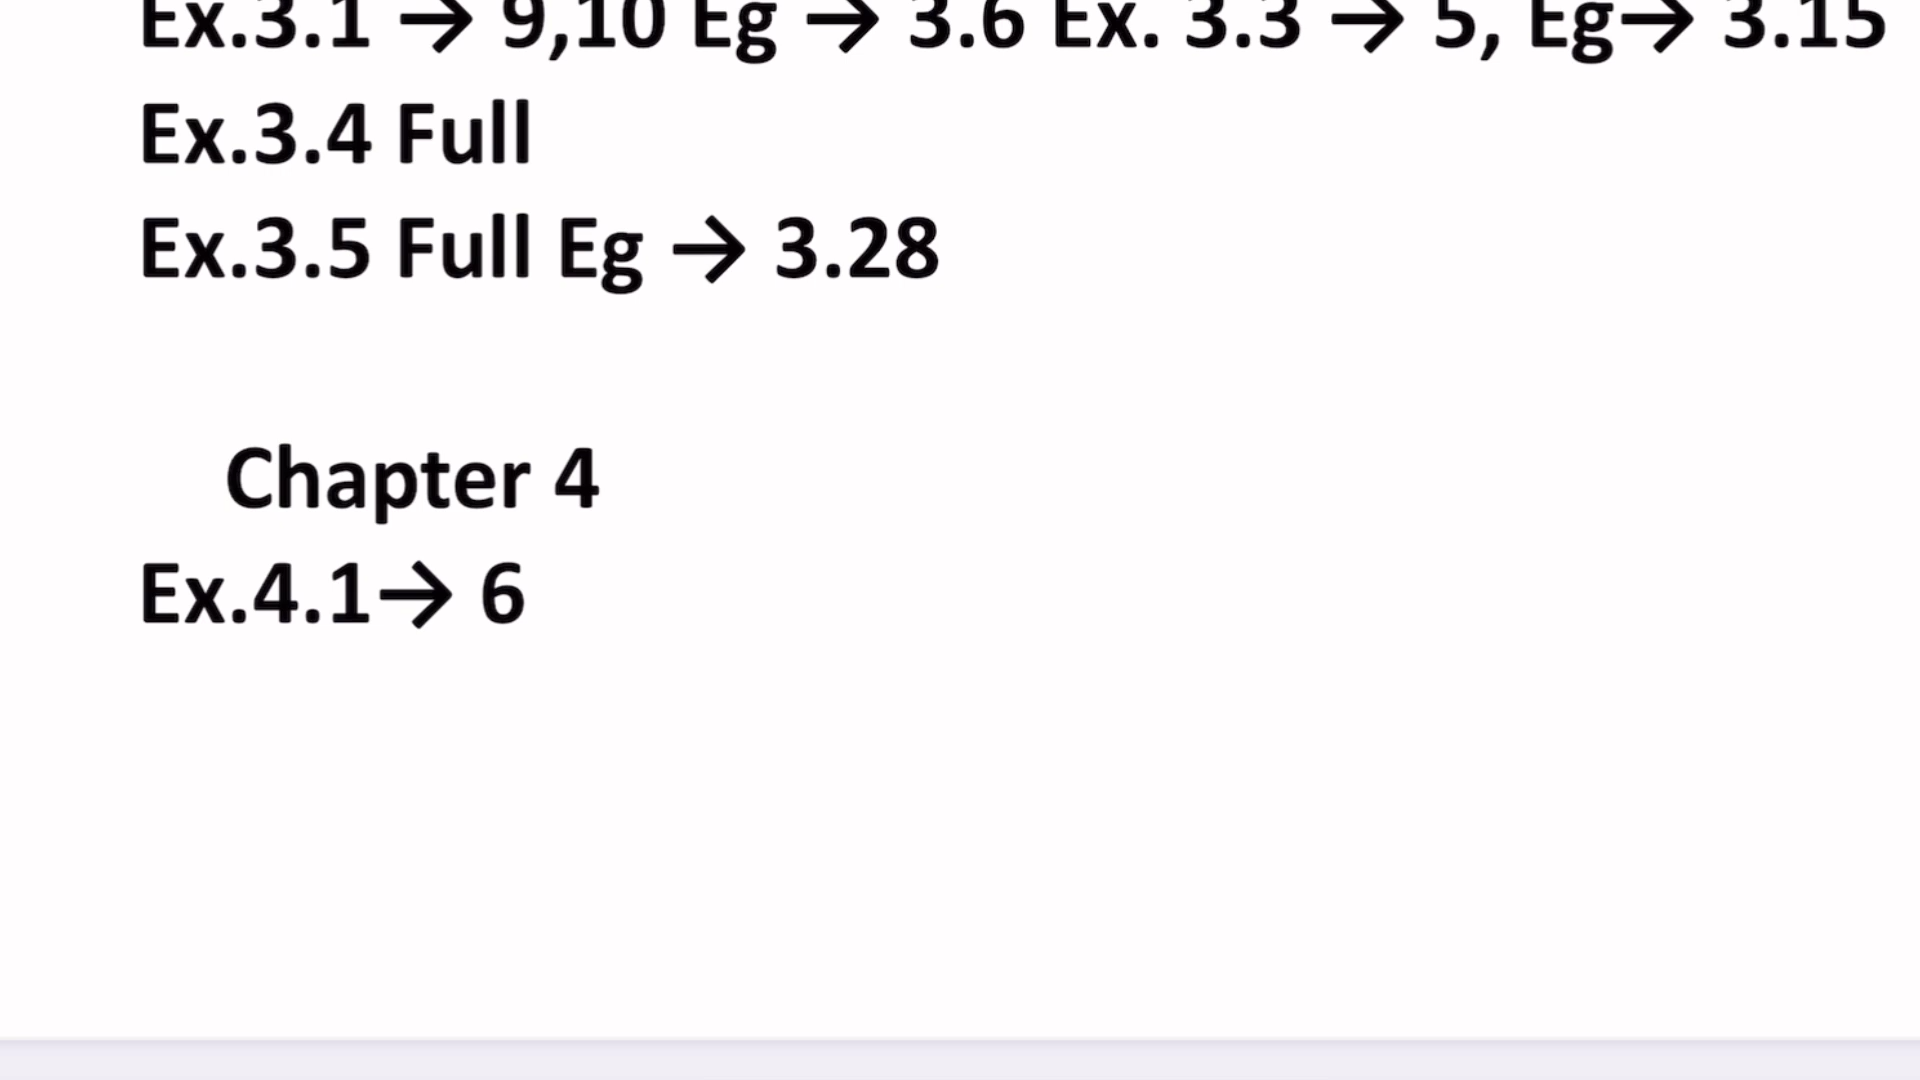 Ex.3.1 → 9,10 Eg → 3.6 Ex. 3.3 → 5, Eg→ 3.15
Ex.3.4 Full
Ex.3.5 Full Eg → 3.28
Chapter 4
Ex.4.1→ 6